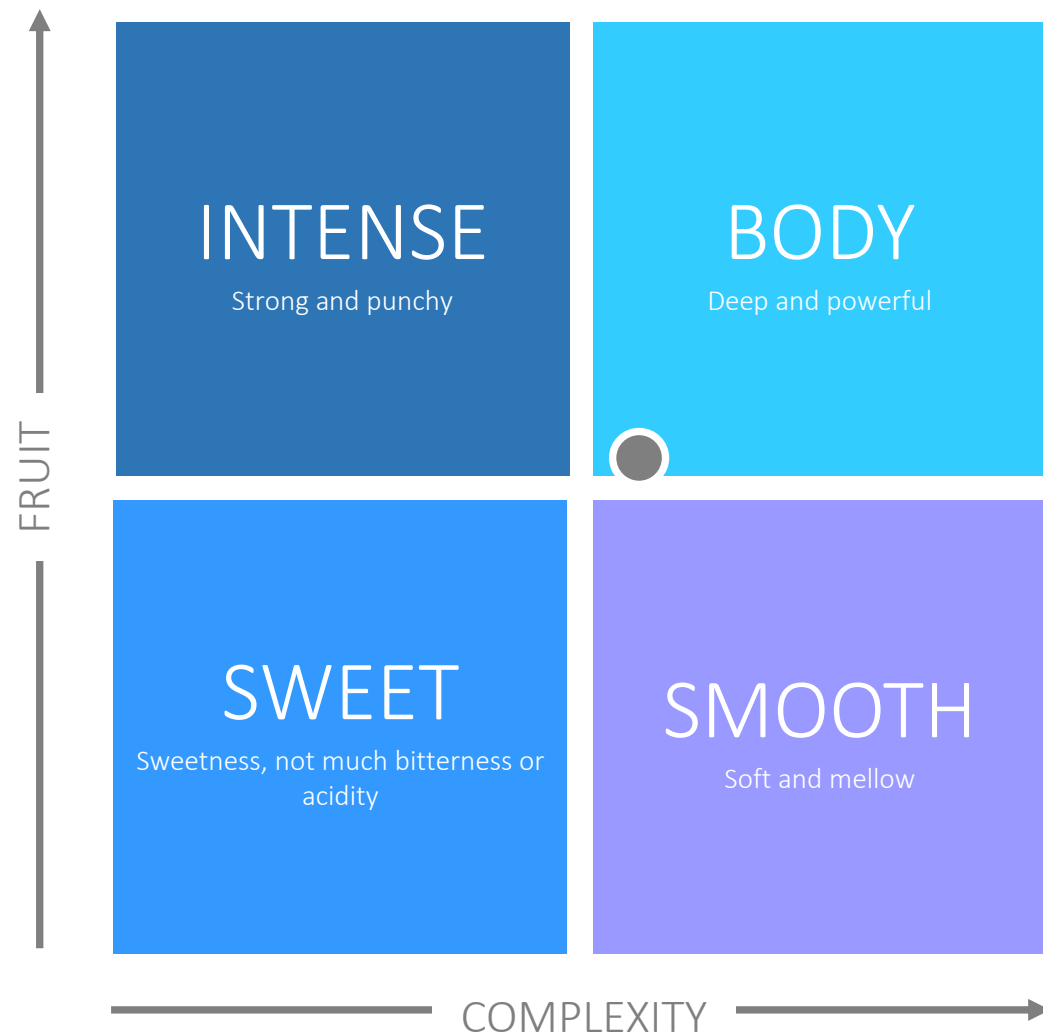 INTENSE
Strong and punchy
BODY
Deep and powerful
FRUIT
SWEET
Sweetness, not much bitterness or
acidity
SMOOTH
Soft and mellow
COMPLEXITY